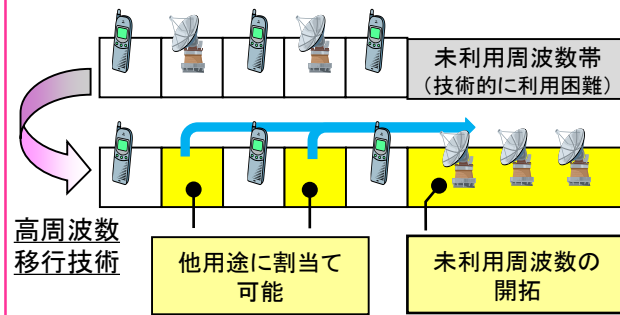 未利用周波数帯
（技術的に利用困難）
高周波数
移行技術
他用途に割当て
可能
未利用周波数の
開拓